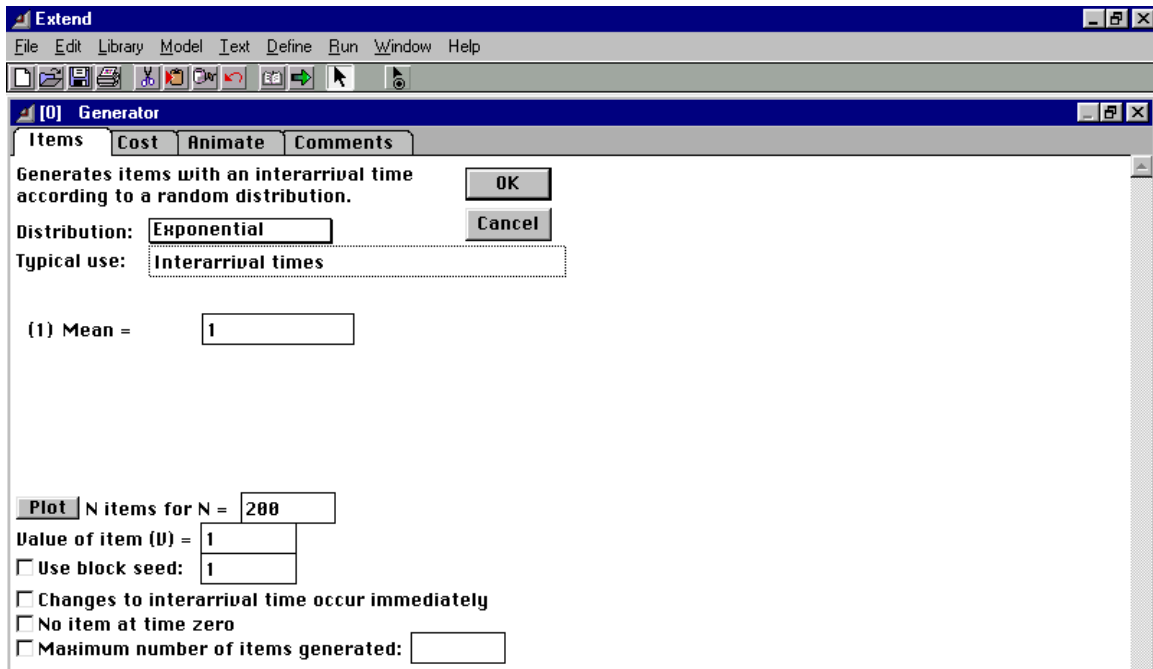 Extend
File Edit Library Model Text Define Run Window Help
[0] Generator
Items Cost Animate Comments
Generates items with an interarrival time
according to a random distribution.
OK
Cancel
Distribution: Exponential
Typical use: Interarrival times
(1) Mean = 1
Plot N items for N = 200
Value of item (V) = 1
Use block seed: 1
Changes to interarrival time occur immediately
No item at time zero
Maximum number of items generated: